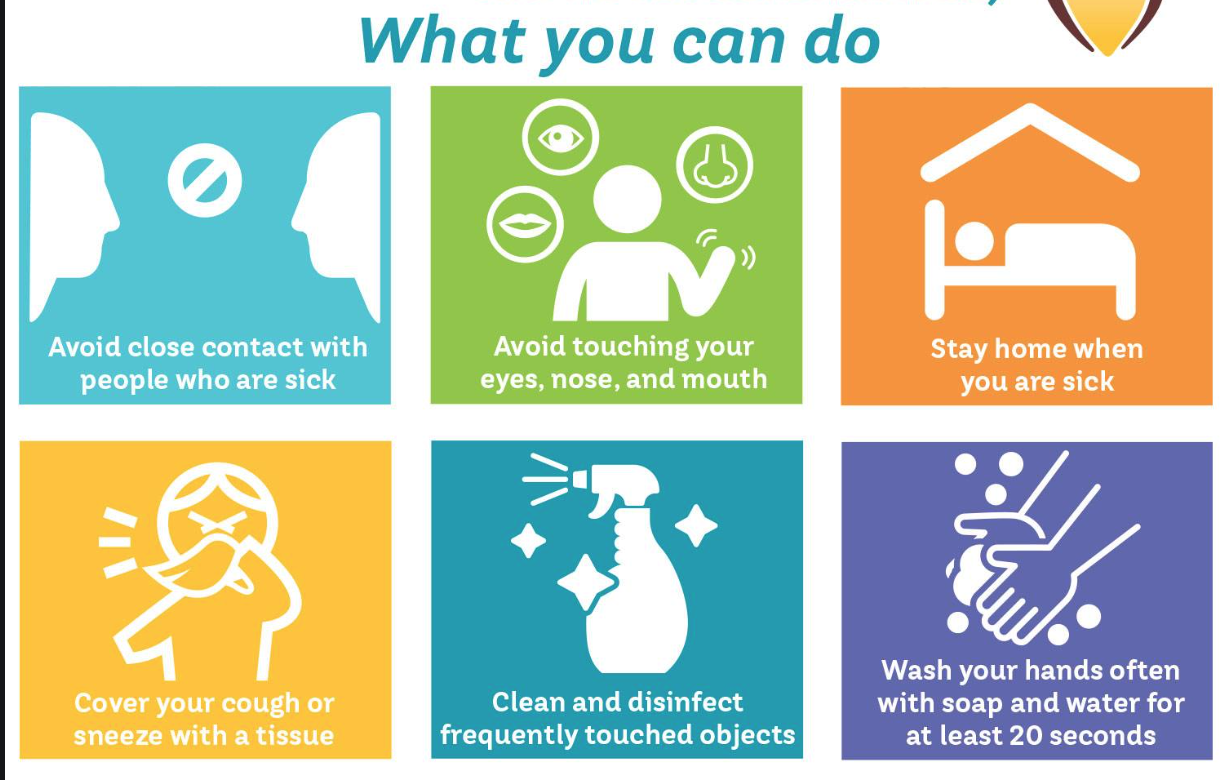 What you can do
Avoid close contact with
people who are sick
Avoid touching your
eyes, nose, and mouth
Stay home when
you are sick
Cover your cough or
sneeze with a tissue
Clean and disinfect
frequently touched objects
Wash your hands often
with soap and water for
at least 20 seconds